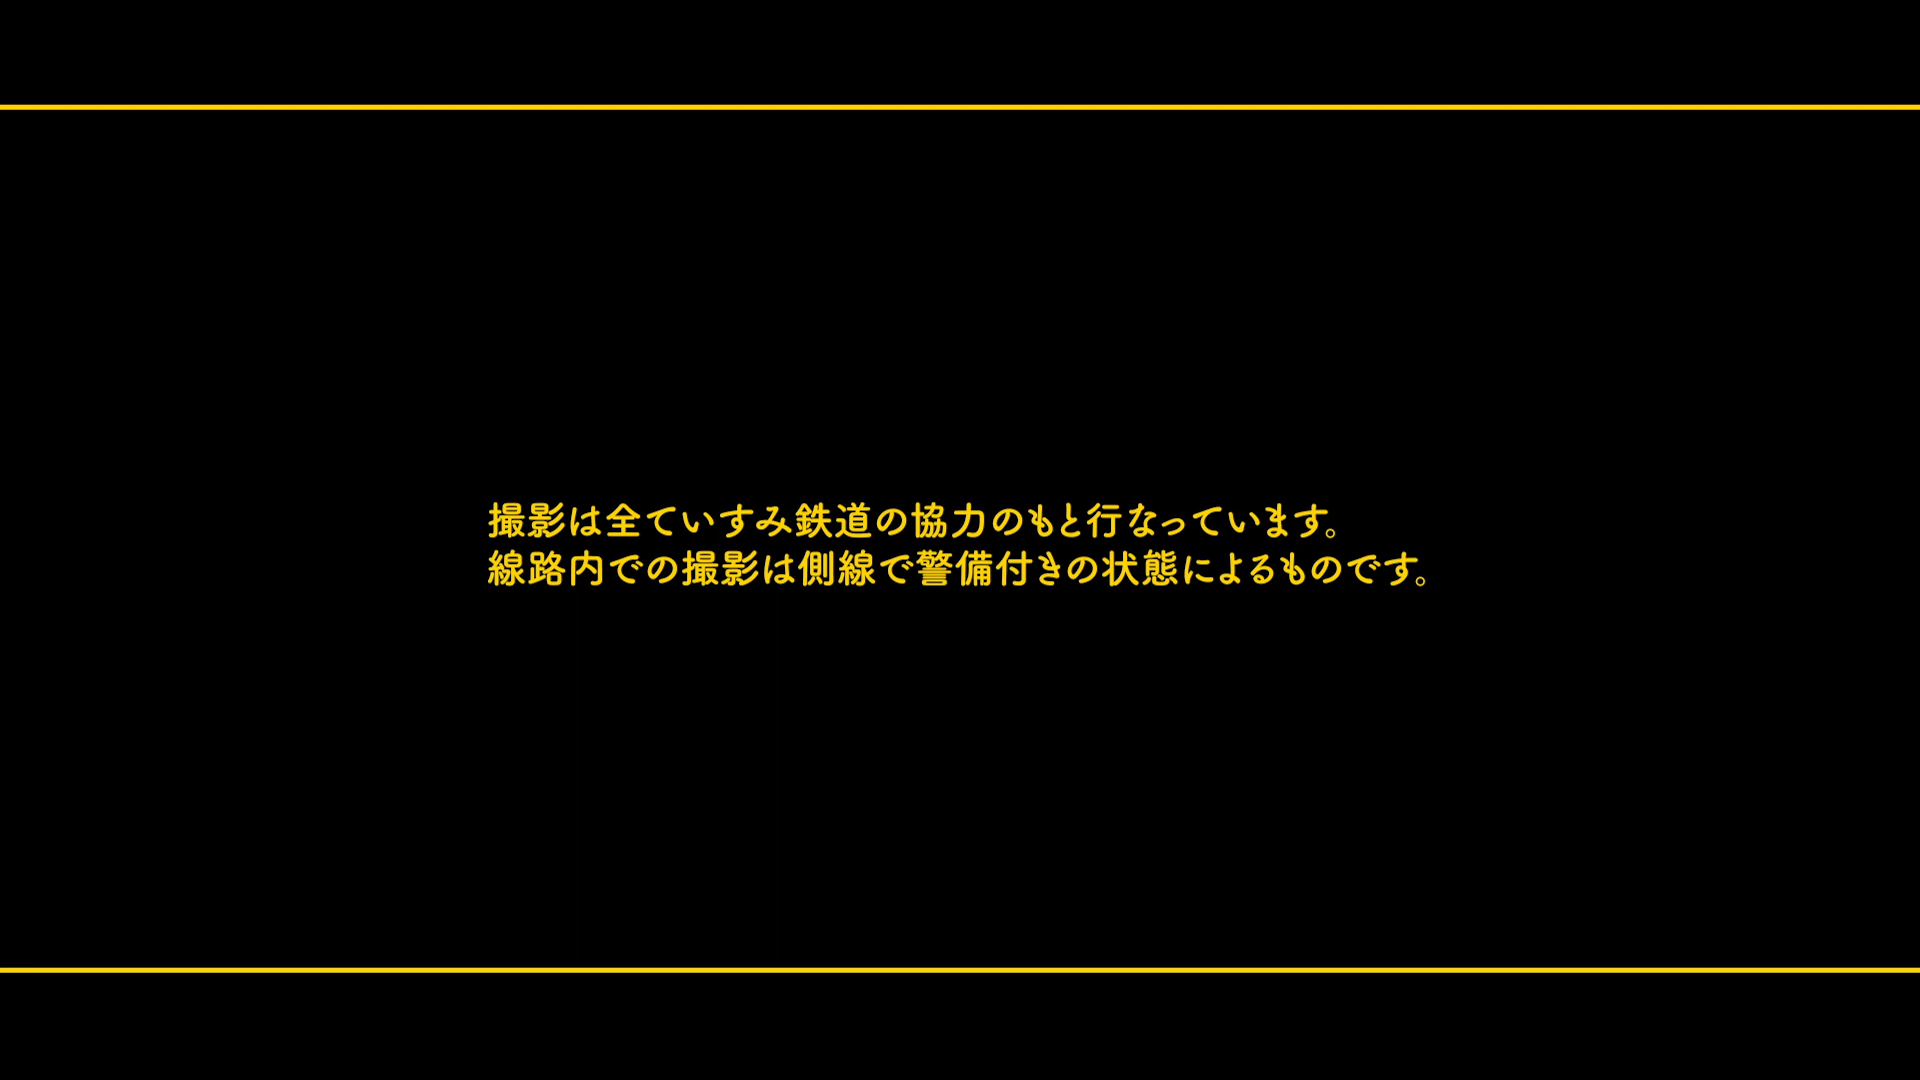 撮影は全ていすみ鉄道の協力のもと行なっています。
線路内での撮影は側線で警備付きの状態によるものです。